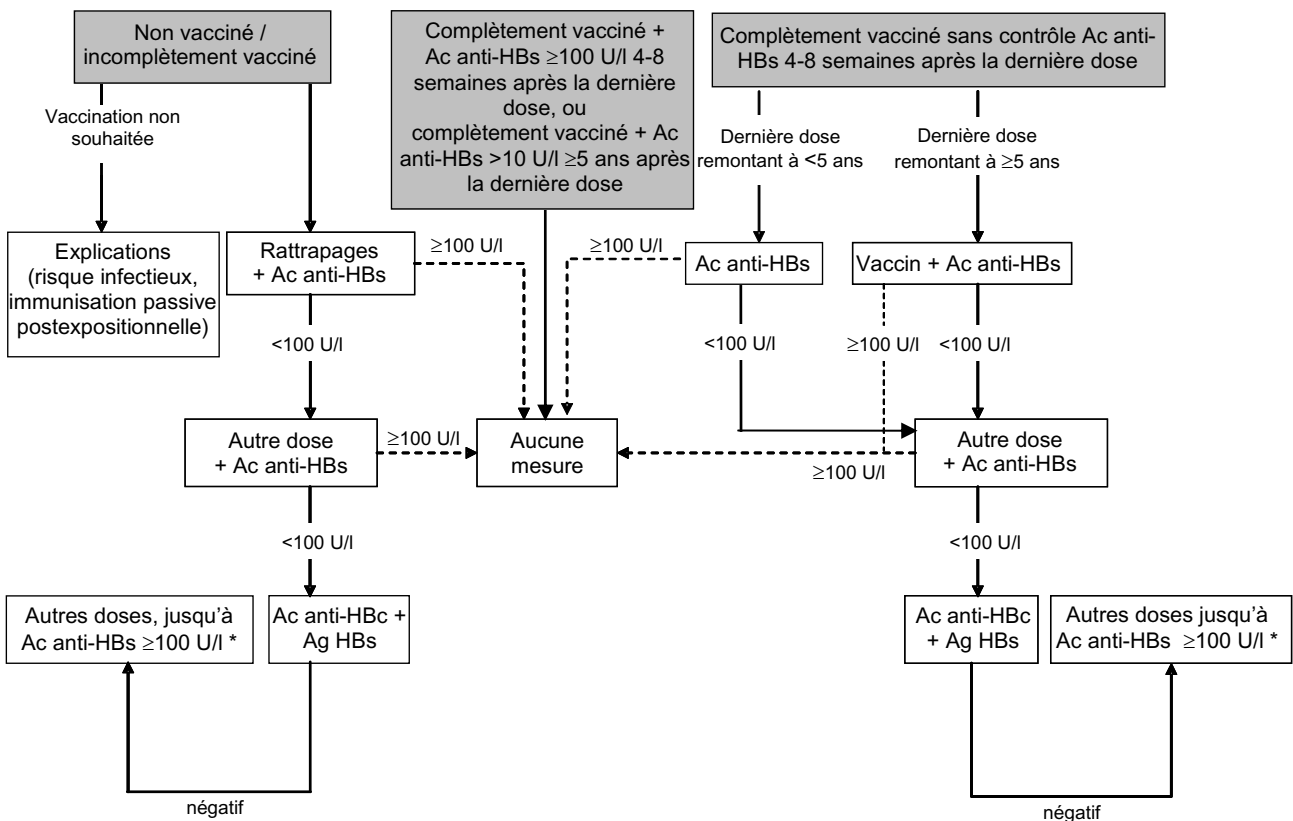 Non vacciné /
incomplètement vacciné
Complètement vacciné +
Ac anti-HBs ≥100 U/l 4-8
semaines après la dernière
dose, ou
complètement vacciné + Ac
anti-HBs >10 U/l ≥5 ans après
la dernière dose
Complètement vacciné sans contrôle Ac anti-
HBs 4-8 semaines après la dernière dose
Vaccination non
souhaitée
Dernière dose
remontant à <5 ans
Dernière dose
remontant à ≥5 ans
Explications
(risque infectieux,
immunisation passive
postexpositionnelle)
Rattrapages
+ Ac anti-HBs
≥100 U/l
≥100 U/l
Ac anti-HBs
Vaccin + Ac anti-HBs
<100 U/l
<100 U/l
≥100 U/l
<100 U/l
Autre dose
+ Ac anti-HBs
≥100 U/l
Aucune
mesure
≥100 U/l
Autre dose
+ Ac anti-HBs
<100 U/l
<100 U/l
Autres doses, jusqu'à
Ac anti-HBs ≥100 U/l *
Ac anti-HBc +
Ag HBs
Ac anti-HBc
+ Ag HBs
Autres doses jusqu'à
Ac anti-HBs ≥100 U/l *
négatif
négatif